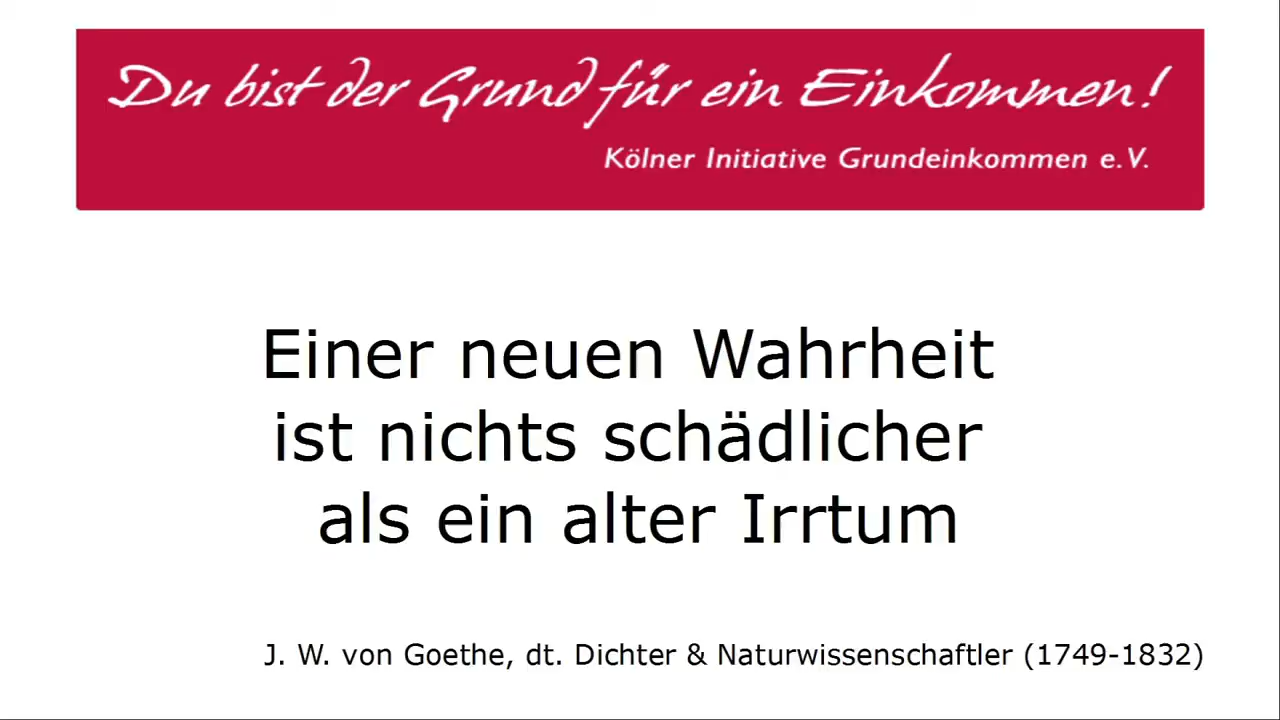 Du bist der Grund für ein Einkommen!
Kölner Initiative Grundeinkommen e.V.
Einer neuen Wahrheit
ist nichts schädlicher
als ein alter Irrtum
J. W. von Goethe, dt. Dichter & Naturwissenschaftler (1749-1832)